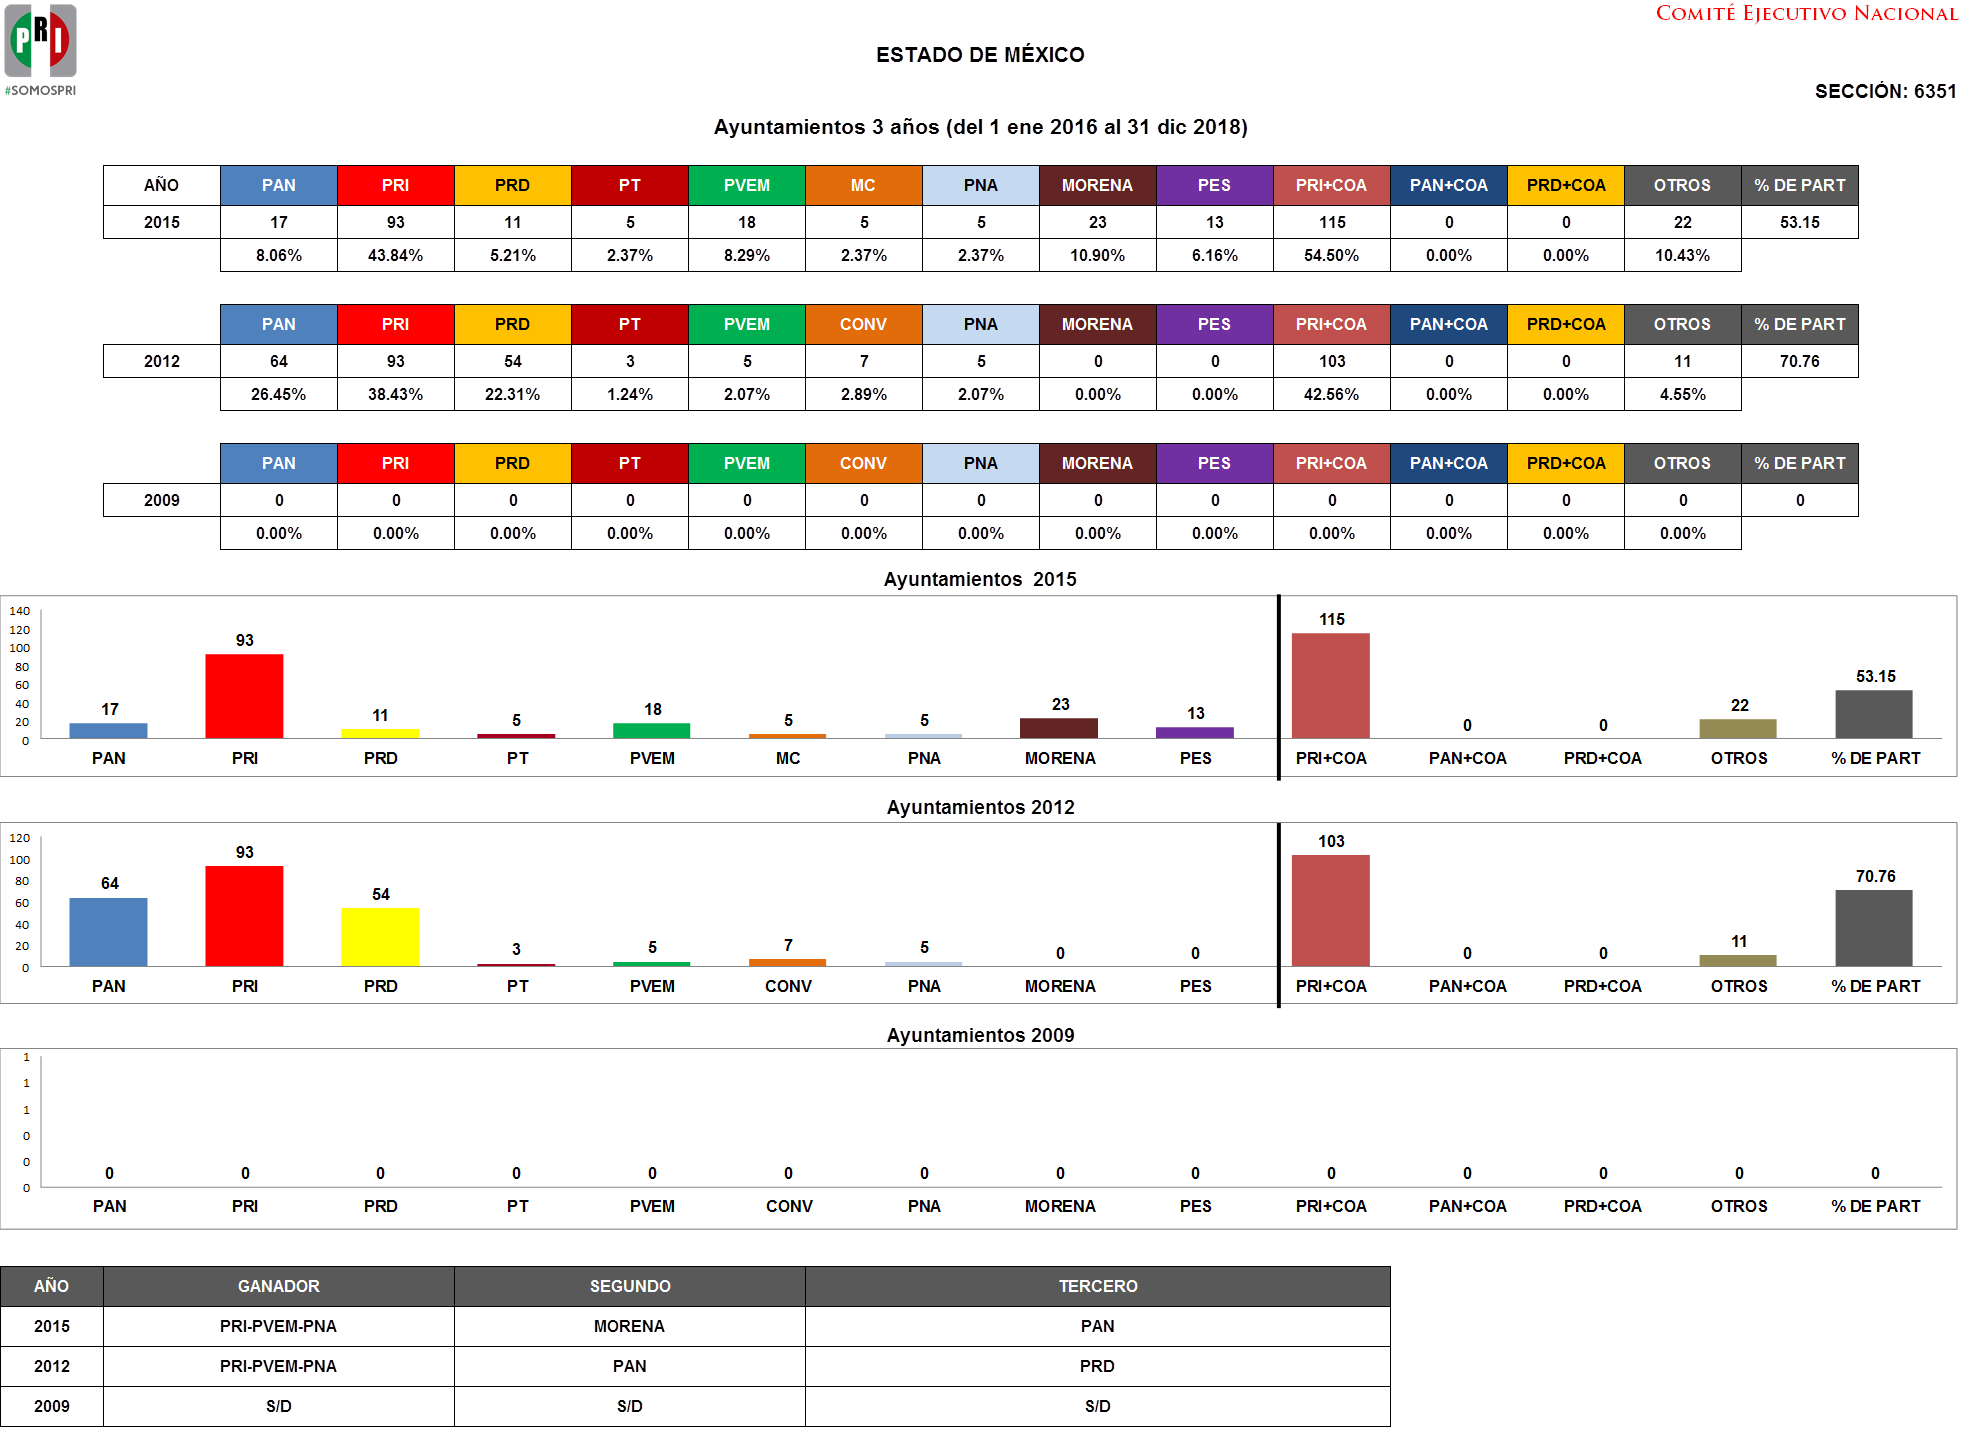 COMITÉ EJECUTIVO NACIONAL
PRI
#SOMOSPRI
ESTADO DE MÉXICO
SECCIÓN: 6351
Ayuntamientos 3 años (del 1 ene 2016 al 31 dic 2018)
AÑO PAN PRI PRD PT PVEM MC PNA MORENA PES PRI+COA PAN+COA PRD+COA OTROS % DE PART
2015 17 93 11 5 18 5 5 23 13 115 0 0 22 53.15
8.06% 43.84% 5.21% 2.37% 8.29% 2.37% 2.37% 10.90% 6.16% 54.50% 0.00% 0.00% 10.43%
PAN PRI PRD PT PVEM CONV PNA MORENA PES PRI+COA PAN+COA PRD+COA OTROS % DE PART
2012 64 93 54 3 5 7 5 0 0 103 0 0 11 70.76
26.45% 38.43% 22.31% 1.24% 2.07% 2.89% 2.07% 0.00% 0.00% 42.56% 0.00% 0.00% 4.55%
PAN PRI PRD PT PVEM CONV PNA MORENA PES PRI+COA PAN+COA PRD+COA OTROS % DE PART
2009 0 0 0 0 0 0 0 0 0 0 0 0 0 0
0.00% 0.00% 0.00% 0.00% 0.00% 0.00% 0.00% 0.00% 0.00% 0.00% 0.00% 0.00% 0.00%
Ayuntamientos 2015
140
120
100
80
60
40
20
0
17 93 11 5 18 5 5 23 13 115 0 0 22 53.15
PAN PRI PRD PT PVEM MC PNA MORENA PES PRI+COA PAN+COA PRD+COA OTROS % DE PART
Ayuntamientos 2012
120
100
80
60
40
20
0
64 93 54 3 5 7 5 0 0 103 0 0 11 70.76
PAN PRI PRD PT PVEM CONV PNA MORENA PES PRI+COA PAN+COA PRD+COA OTROS % DE PART
Ayuntamientos 2009
1
1
1
0
0
0
0 0 0 0 0 0 0 0 0 0 0 0 0 0
PAN PRI PRD PT PVEM CONV PNA MORENA PES PRI+COA PAN+COA PRD+COA OTROS % DE PART
AÑO GANADOR SEGUNDO TERCERO
2015 PRI-PVEM-PNA MORENA PAN
2012 PRI-PVEM-PNA PAN PRD
2009 S/D S/D S/D